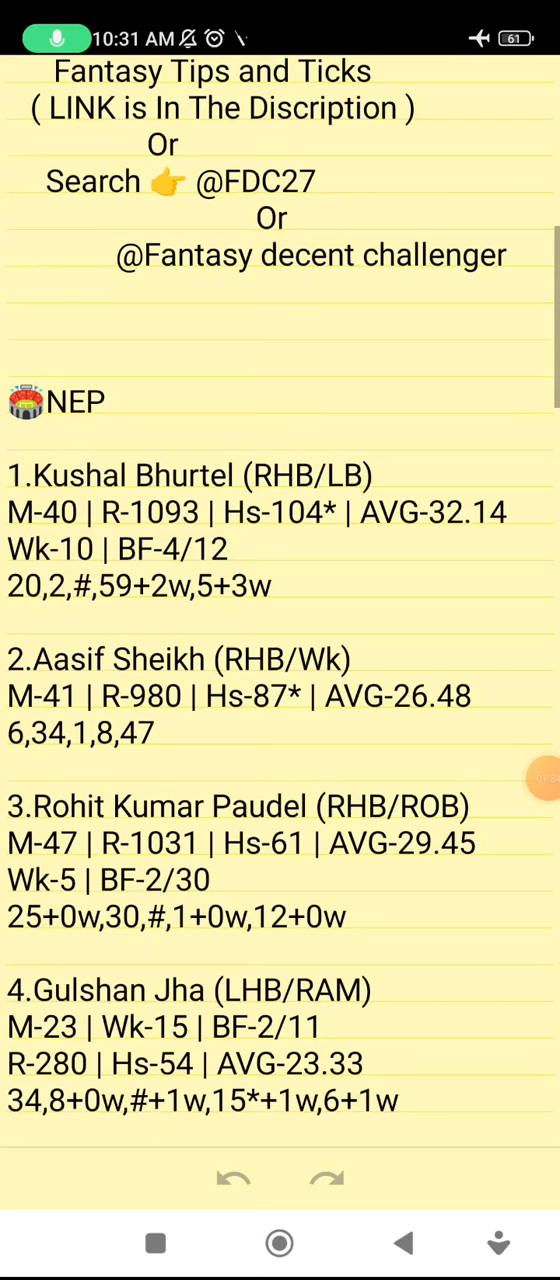 10:31 AM
61
Fantasy Tips and Ticks
( LINK is In The Discription )
Or
Search 👉 @FDC27
Or
@Fantasy decent challenger
🏟️NEP
1.Kushal Bhurtel (RHB/LB)
M-40 | R-1093 | Hs-104* | AVG-32.14
Wk-10 | BF-4/12
20,2,#,59+2w,5+3w
2.Aasif Sheikh (RHB/Wk)
M-41 | R-980 | Hs-87* | AVG-26.48
6,34,1,8,47
3.Rohit Kumar Paudel (RHB/ROB)
M-47 | R-1031 | Hs-61 | AVG-29.45
Wk-5 | BF-2/30
25+0w,30,#,1+0w,12+0w
4.Gulshan Jha (LHB/RAM)
M-23 | Wk-15 | BF-2/11
R-280 | Hs-54 | AVG-23.33
34,8+0w,#+1w,15*+1w,6+1w